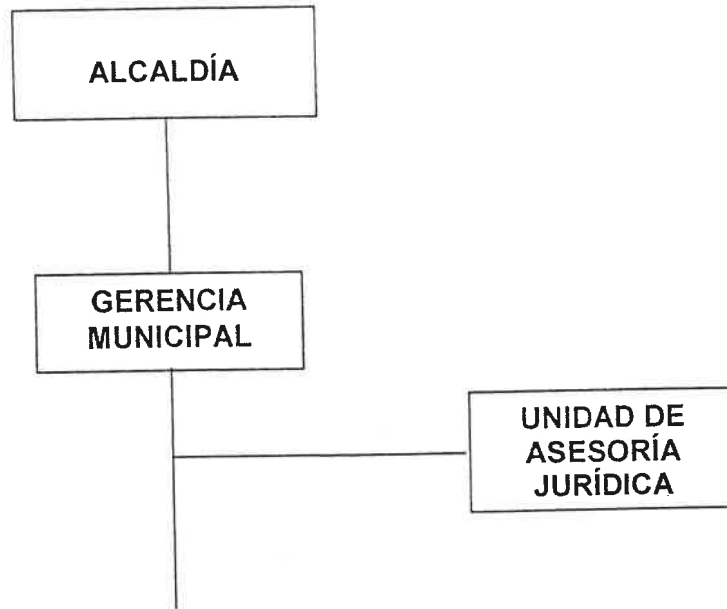 ALCALDÍA
GERENCIA
MUNICIPAL
UNIDAD DE
ASESORÍA
JURÍDICA